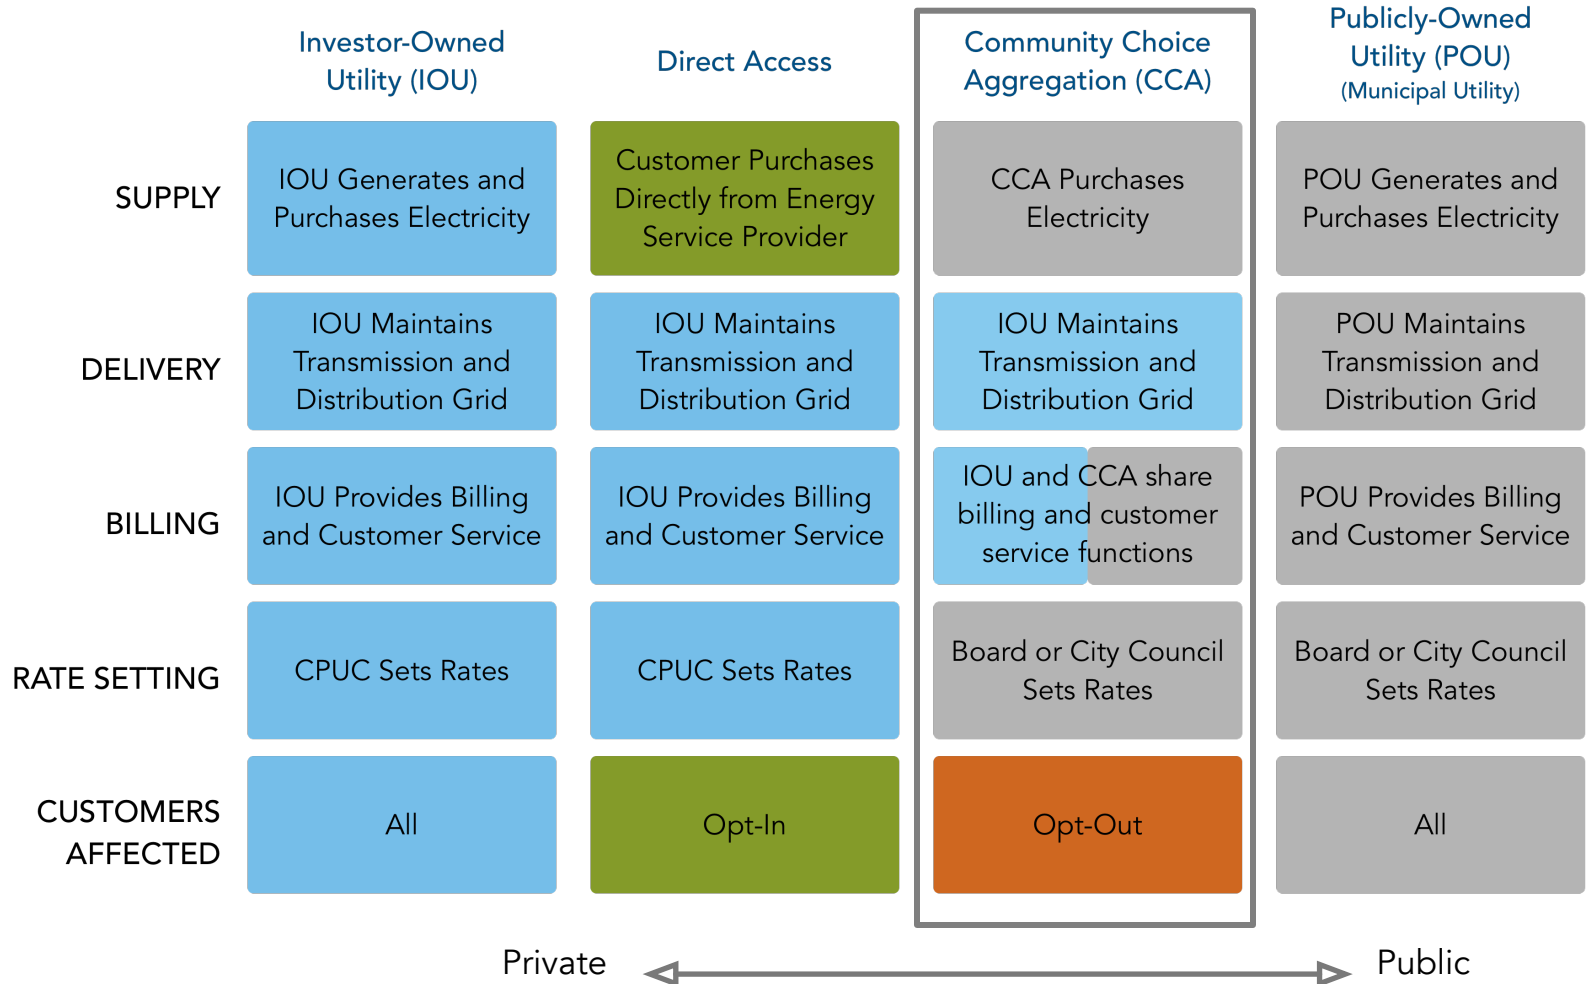 Investor-Owned
Utility (IOU)
Direct Access
Community Choice
Aggregation (CCA)
Publicly-Owned
Utility (POU)
(Municipal Utility)
SUPPLY
IOU Generates and
Purchases Electricity
Customer Purchases
Directly from Energy
Service Provider
CCA Purchases
Electricity
POU Generates and
Purchases Electricity
DELIVERY
IOU Maintains
Transmission and
Distribution Grid
IOU Maintains
Transmission and
Distribution Grid
IOU Maintains
Transmission and
Distribution Grid
POU Maintains
Transmission and
Distribution Grid
BILLING
IOU Provides Billing
and Customer Service
IOU Provides Billing
and Customer Service
IOU and CCA share
billing and customer
service functions
POU Provides Billing
and Customer Service
RATE SETTING
CPUC Sets Rates
CPUC Sets Rates
Board or City Council
Sets Rates
Board or City Council
Sets Rates
CUSTOMERS
AFFECTED
All
Opt-In
Opt-Out
All
Private
Public